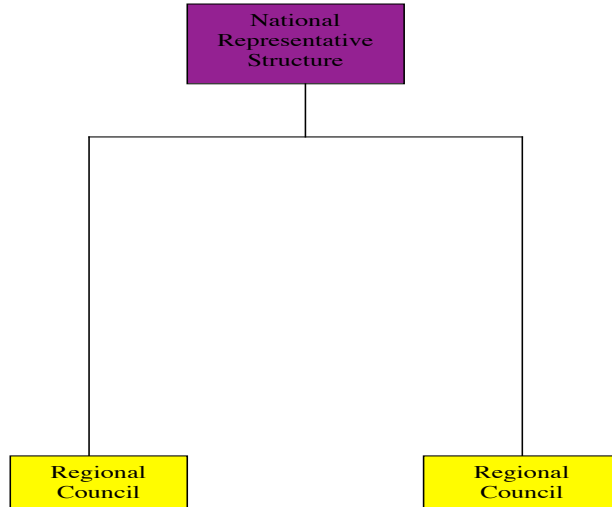 National
Representative
Structure
Regional
Council
Regional
Council